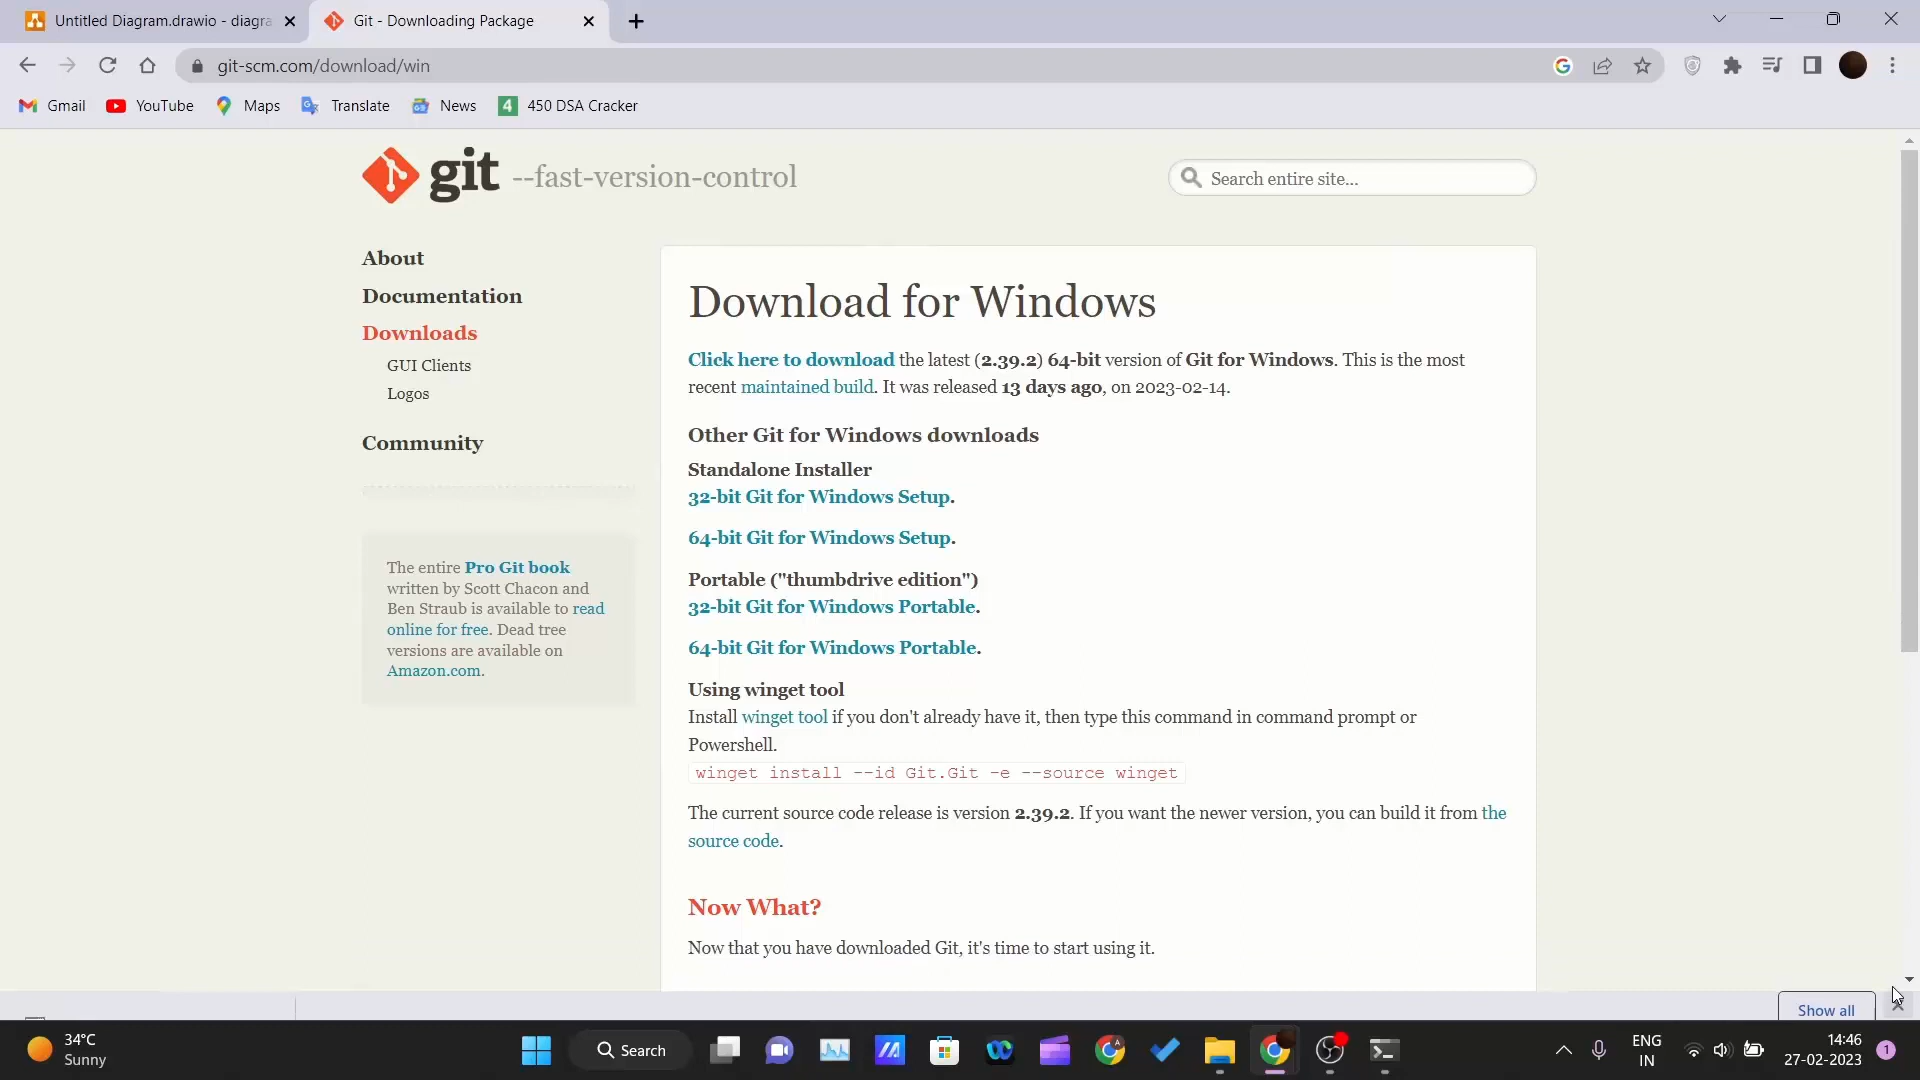 Untitled Diagram.drawio - diagra
Git - Downloading Package
git-scm.com/download/win
Gmail
YouTube
Maps
Translate
News
4
450 DSA Cracker
git --fast-version-control
Search entire site...
About
Documentation
Downloads
GUI Clients
Logos
Community
The entire Pro Git book
written by Scott Chacon and
Ben Straub is available to read
online for free. Dead tree
versions are available on
Amazon.com.
Download for Windows
Click here to download the latest (2.39.2) 64-bit version of Git for Windows. This is the most
recent maintained build. It was released 13 days ago, on 2023-02-14.
Other Git for Windows downloads
Standalone Installer
32-bit Git for Windows Setup.
64-bit Git for Windows Setup.
Portable ("thumbdrive edition")
32-bit Git for Windows Portable.
64-bit Git for Windows Portable.
Using winget tool
Install winget tool if you don't already have it, then type this command in command prompt or
Powershell.
winget install --id Git.Git -e --source winget
The current source code release is version 2.39.2. If you want the newer version, you can build it from the
source code.
Now What?
Now that you have downloaded Git, it's time to start using it.
Show all
34°C
Sunny
Search
ENG
IN
14:46
27-02-2023
1